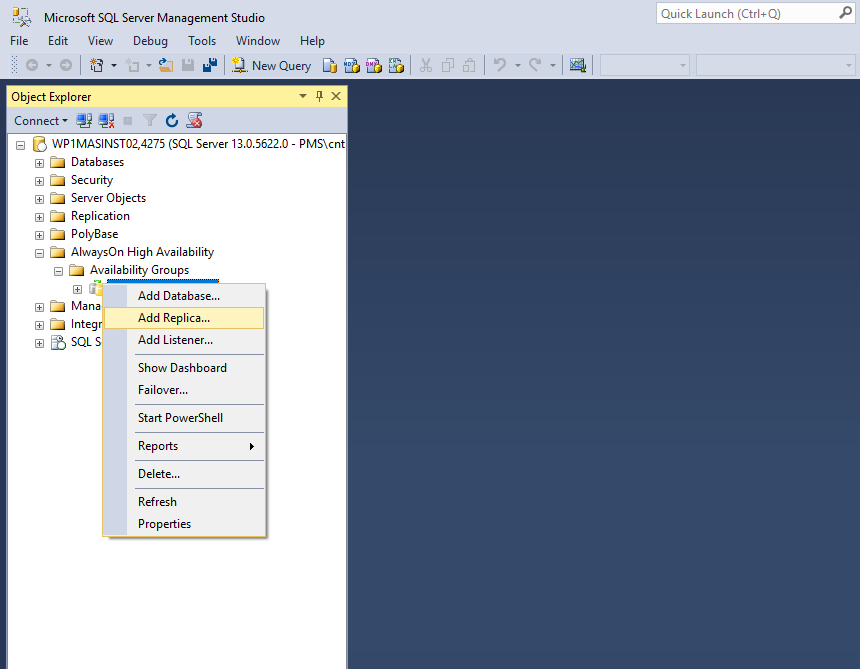 Microsoft SQL Server Management Studio
Quick Launch (Ctrl+Q)
File Edit View Debug Tools Window Help
New Query
Object Explorer
Connect
WP1MASINST02,4275 (SQL Server 13.0.5622.0 - PMS\cnt
Databases
Security
Server Objects
Replication
PolyBase
AlwaysOn High Availability
Availability Groups
Mana
Integr
SQL S
Add Database...
Add Replica...
Add Listener...
Show Dashboard
Failover...
Start PowerShell
Reports
Delete...
Refresh
Properties